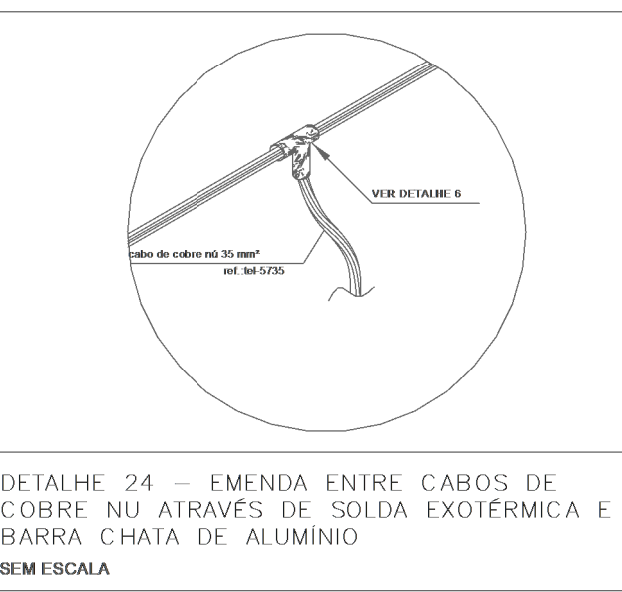 VER DETALHE 6
cabo de cobre nú 35 mm²
ref.:tel-5735
DETALHE 24 – EMENDA ENTRE CABOS DE
COBRE NU ATRAVÉS DE SOLDA EXOTÉRMICA E
BARRA CHATA DE ALUMÍNIO
SEM ESCALA